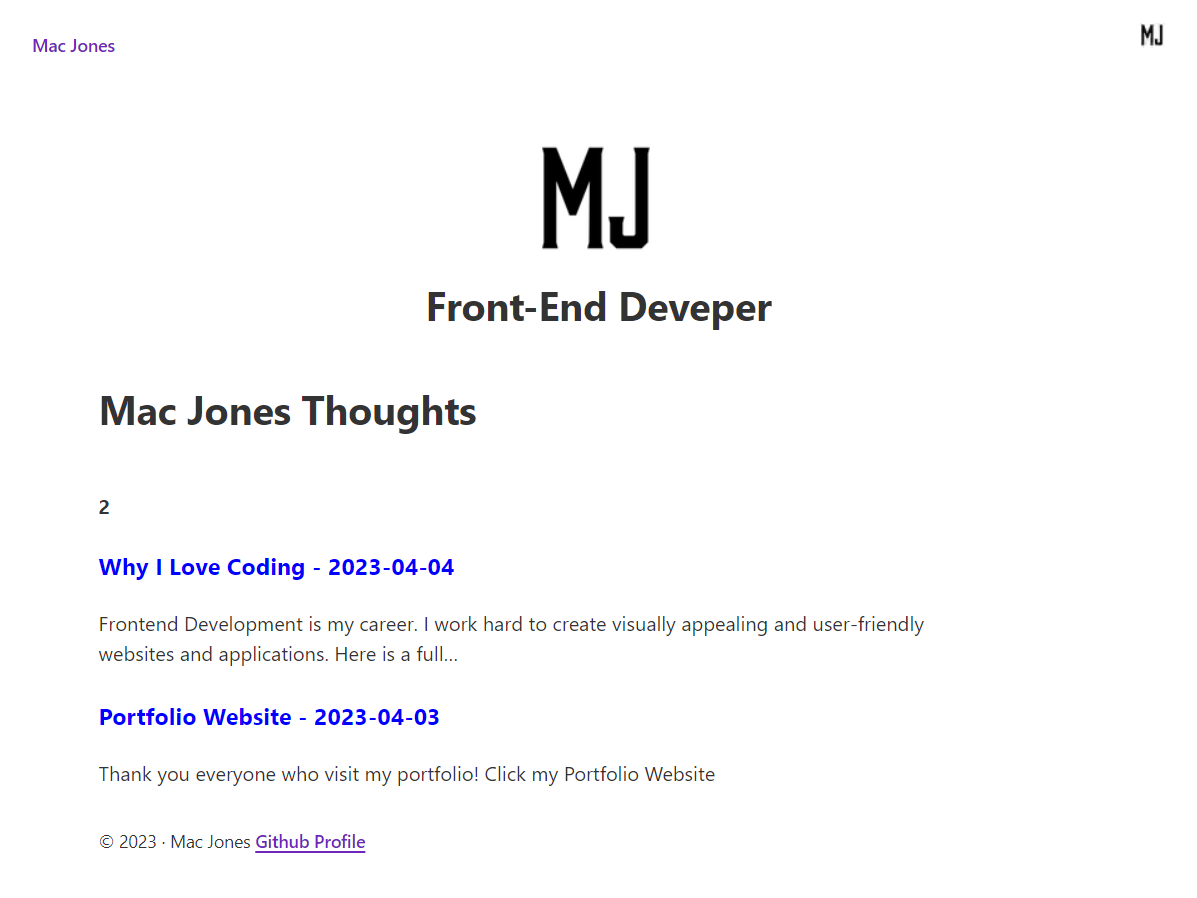 Mac Jones
MJ
MJ
Front-End Deveper
Mac Jones Thoughts
2
Why I Love Coding - 2023-04-04
Frontend Development is my career. I work hard to create visually appealing and user-friendly
websites and applications. Here is a full...
Portfolio Website - 2023-04-03
Thank you everyone who visit my portfolio! Click my Portfolio Website
© 2023 · Mac Jones Github Profile